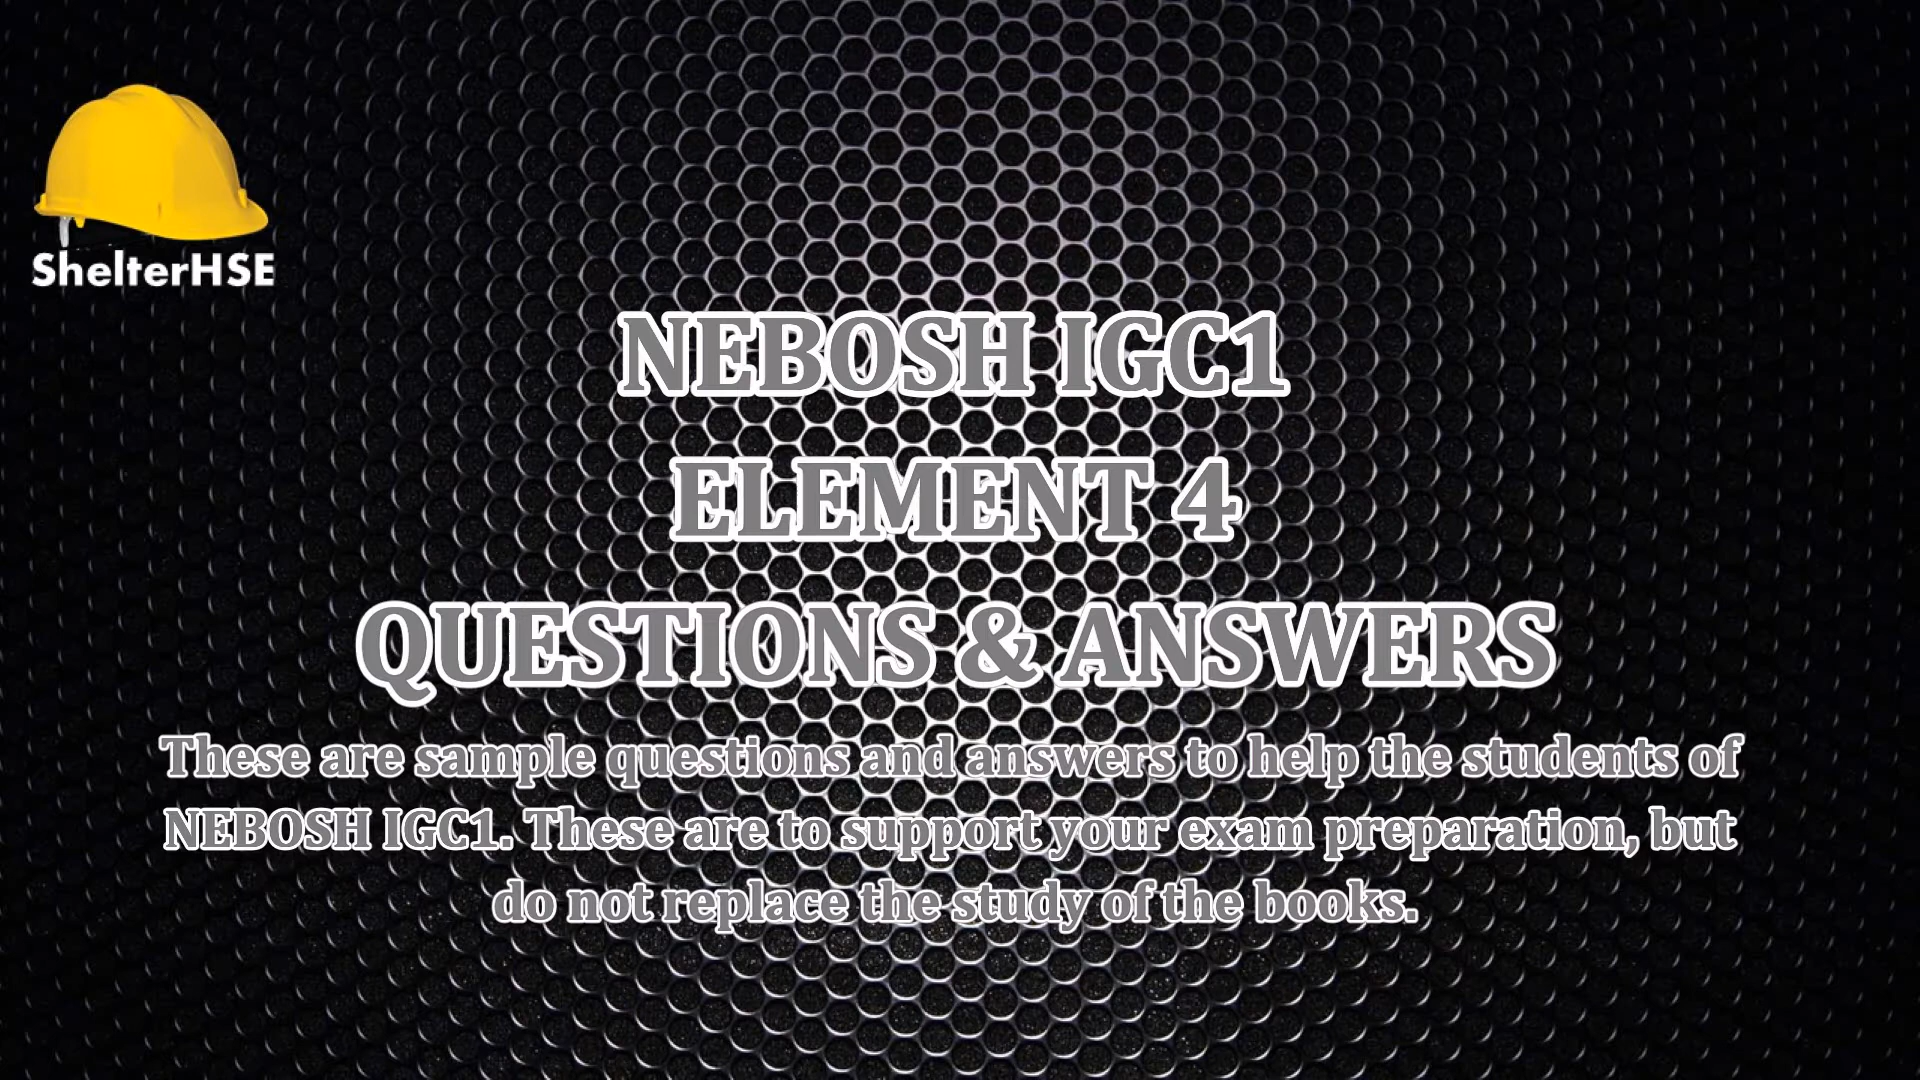 ShelterHSE
NEBOSH IGC1
ELEMENT 4
QUESTIONS & ANSWERS
These are sample questions and answers to help the students of
NEBOSH IGC1. These are to support your exam preparation, but
do not replace the study of the books.